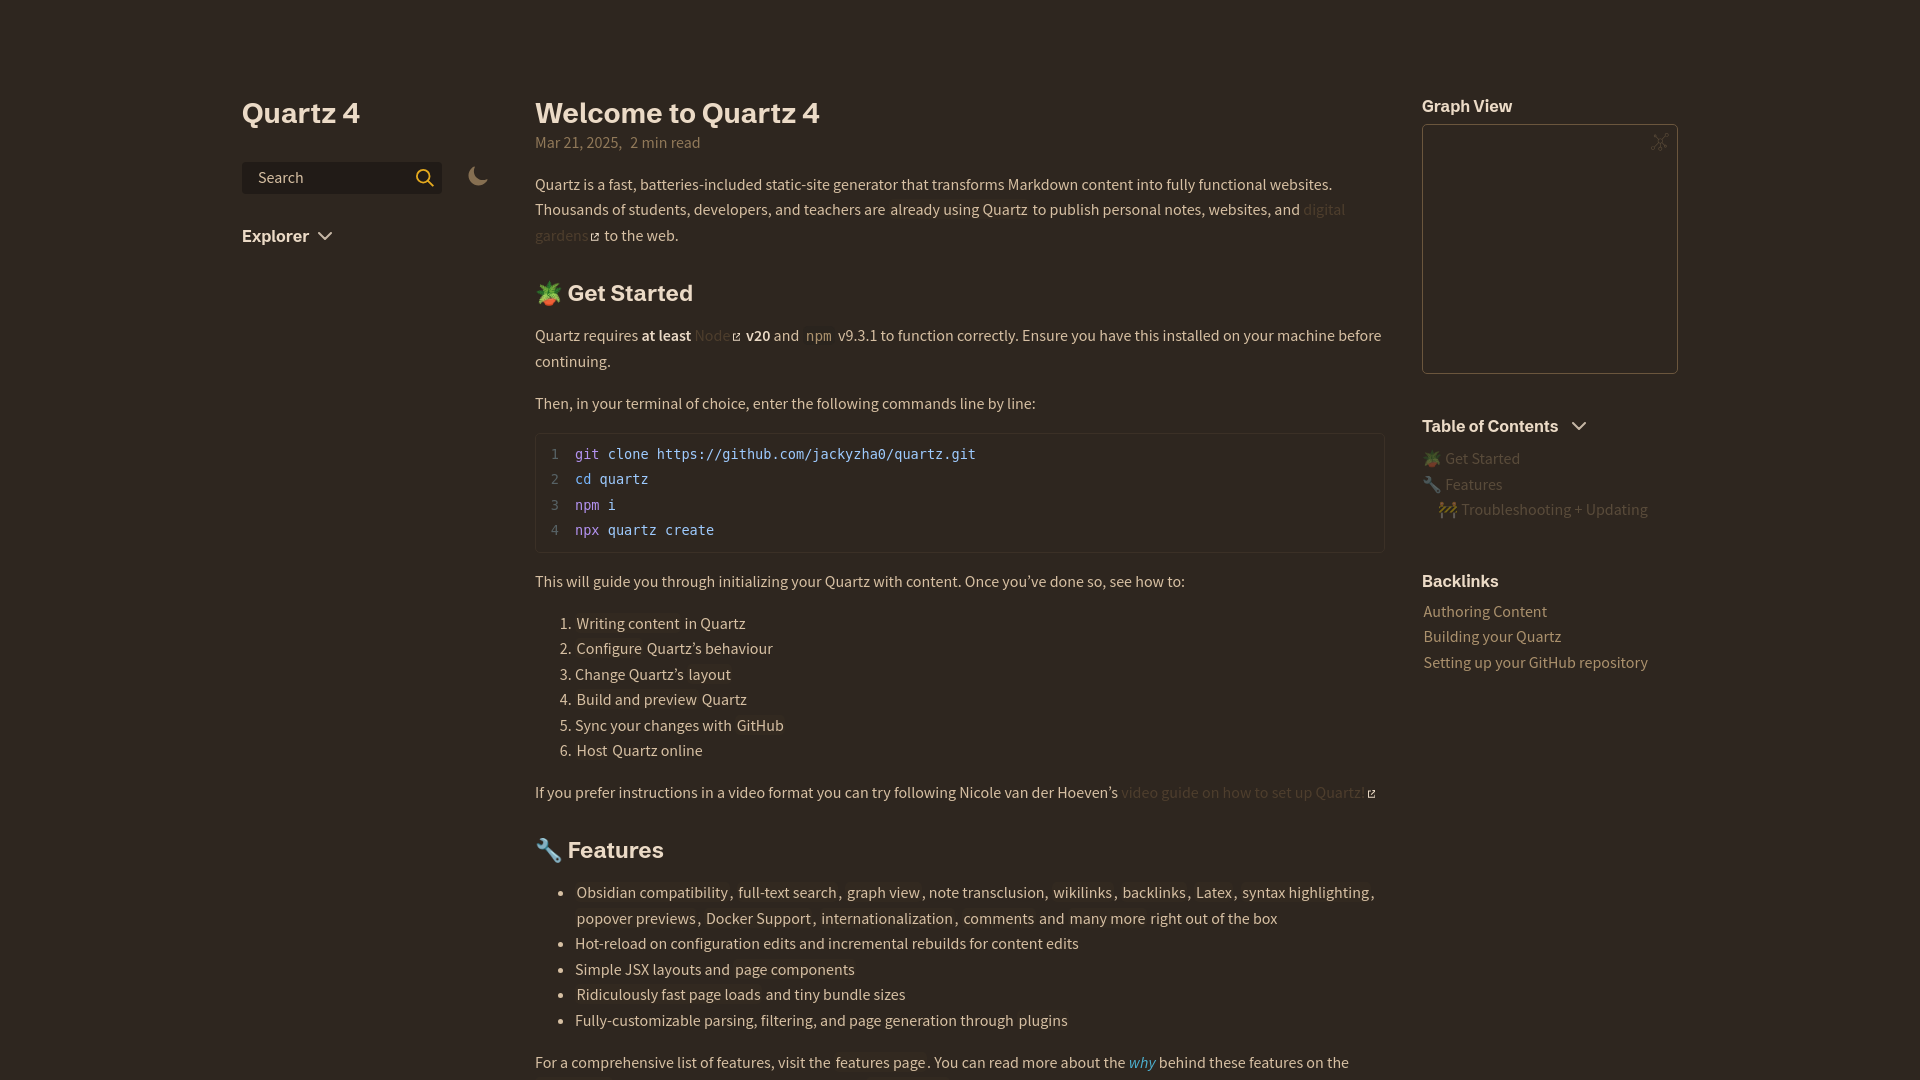 Quartz 4
Search
Explorer
Welcome to Quartz 4
Mar 21, 2025, 2 min read
Quartz is a fast, batteries-included static-site generator that transforms Markdown content into fully functional websites.
Thousands of students, developers, and teachers are already using Quartz to publish personal notes, websites, and digital
gardens to the web.
🪴 Get Started
Quartz requires at least Node v20 and npm v9.3.1 to function correctly. Ensure you have this installed on your machine before
continuing.
Then, in your terminal of choice, enter the following commands line by line:
1 git clone https://github.com/jackyzha0/quartz.git
2 cd quartz
3 npm i
4 npx quartz create
This will guide you through initializing your Quartz with content. Once you’ve done so, see how to:
1. Writing content in Quartz
2. Configure Quartz’s behaviour
3. Change Quartz’s layout
4. Build and preview Quartz
5. Sync your changes with GitHub
6. Host Quartz online
If you prefer instructions in a video format you can try following Nicole van der Hoeven’s video guide on how to set up Quartz!
🔧 Features
• Obsidian compatibility, full-text search, graph view, note transclusion, wikilinks, backlinks, Latex, syntax highlighting,
popover previews, Docker Support, internationalization, comments and many more right out of the box
• Hot-reload on configuration edits and incremental rebuilds for content edits
• Simple JSX layouts and page components
• Ridiculously fast page loads and tiny bundle sizes
• Fully-customizable parsing, filtering, and page generation through plugins
For a comprehensive list of features, visit the features page. You can read more about the why behind these features on the
Graph View
Table of Contents
🪴 Get Started
🔧 Features
🚧 Troubleshooting + Updating
Backlinks
Authoring Content
Building your Quartz
Setting up your GitHub repository